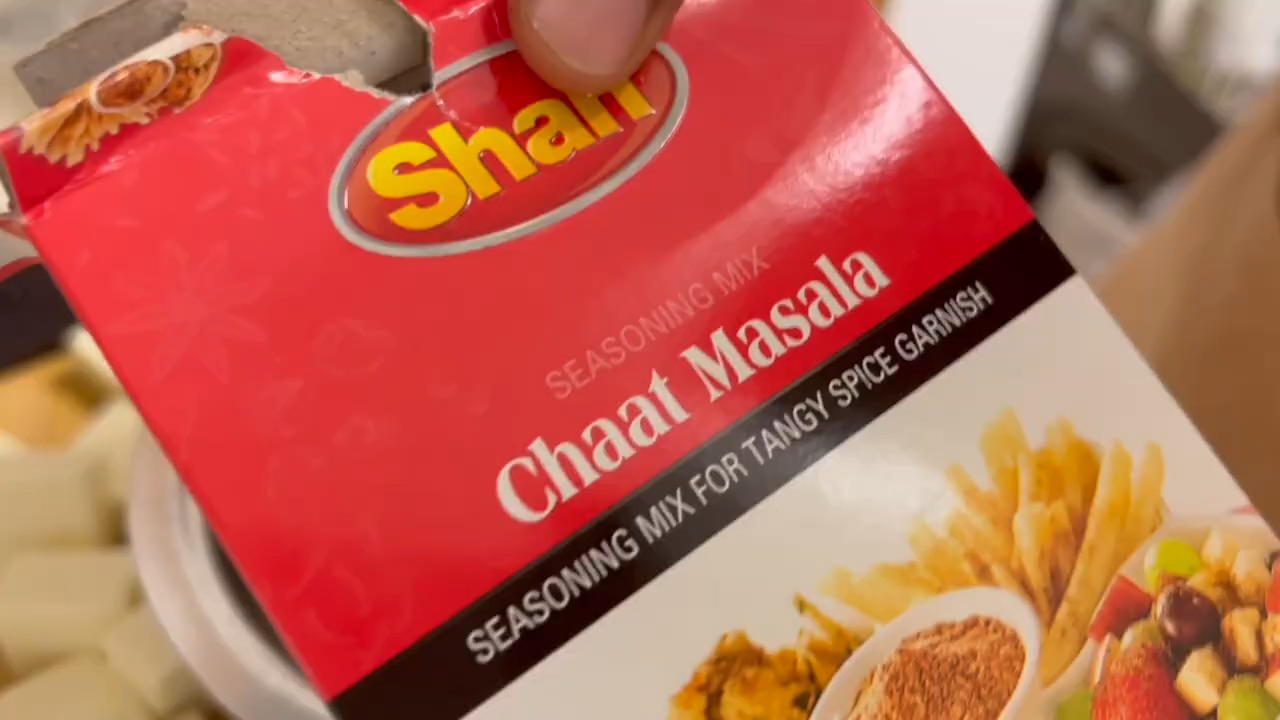 Shan
SEASONING MIX
Chaat Masala
SEASONING MIX FOR TANGY SPICE GARNISH